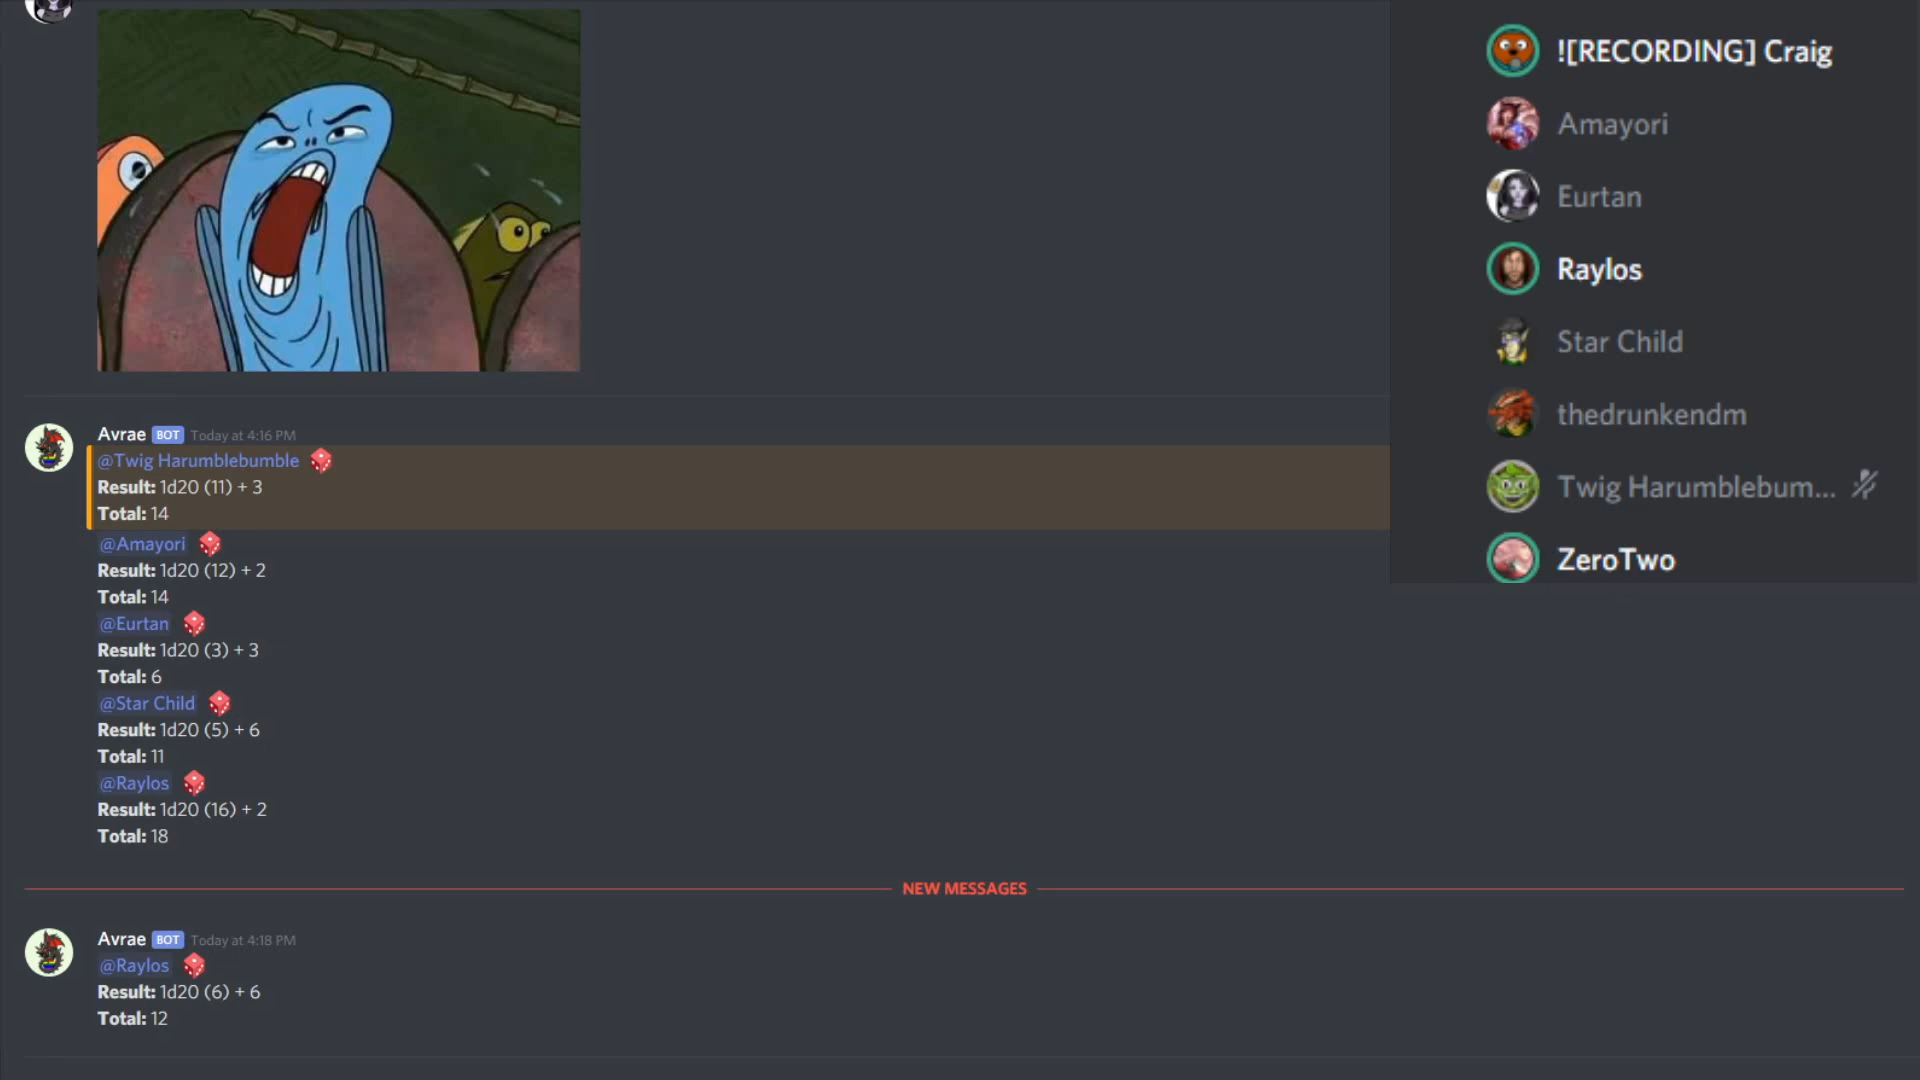 Avrae BOT Today at 4:16 PM
@Twig Harumblebumble
Result: 1d20 (11) + 3
Total: 14
@Amayori
Result: 1d20 (12) + 2
Total: 14
@Eurtan
Result: 1d20 (3) + 3
Total: 6
@Star Child
Result: 1d20 (5) + 6
Total: 11
@Raylos
Result: 1d20 (16) + 2
Total: 18
NEW MESSAGES
Avrae BOT Today at 4:18 PM
@Raylos
Result: 1d20 (6) + 6
Total: 12
![RECORDING] Craig
Amayori
Eurtan
Raylos
Star Child
thedrunkendm
Twig Harumblebum...
ZeroTwo